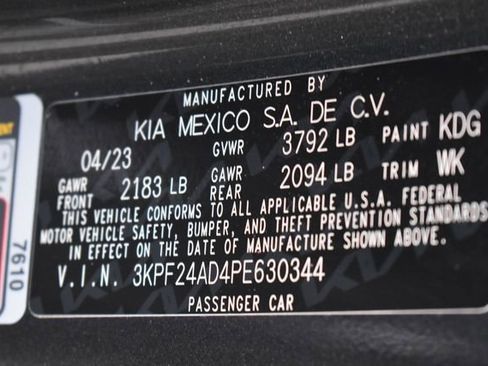 MANUFACTURED BY
KIA MEXICO S.A. DE C.V.
04/23 GVWR 3792 LB PAINT KDG
GAWR FRONT 2183 LB GAWR REAR 2094 LB TRIM WK
THIS VEHICLE CONFORMS TO ALL APPLICABLE U.S.A. FEDERAL
MOTOR VEHICLE SAFETY, BUMPER, AND THEFT PREVENTION STANDARDS
IN EFFECT ON THE DATE OF MANUFACTURE SHOWN ABOVE.
V.I.N. 3KPF24AD4PE630344
PASSENGER CAR
7610